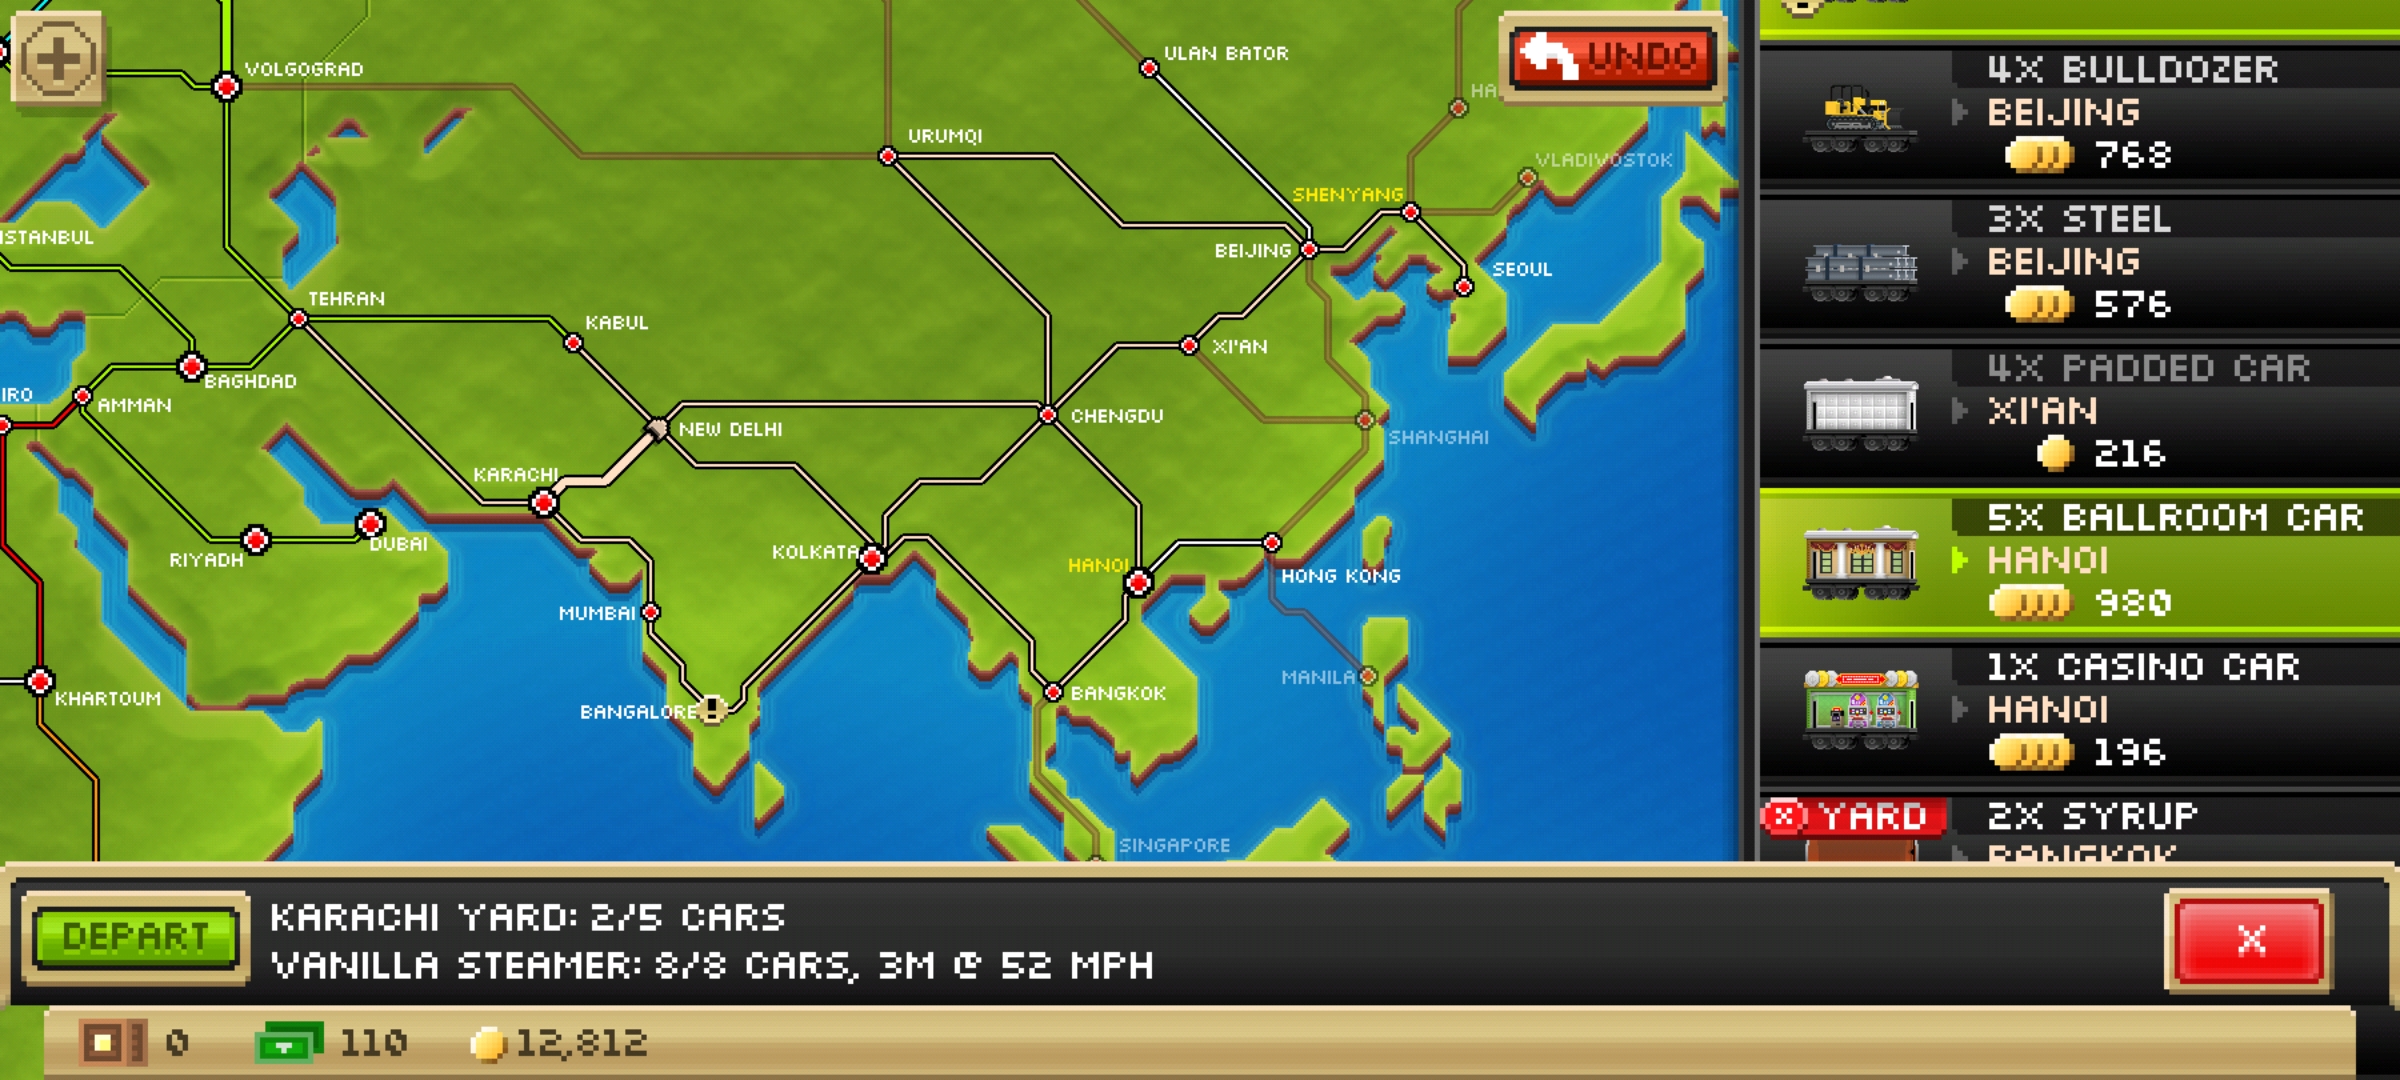 VOLGOGRAD
ULAN BATOR
UNDO
HA
URUMQI
VLADIVOSTOK
SHENYANG
ISTANBUL
BEIJING
SEOUL
TEHRAN
KABUL
XI'AN
BAGHDAD
IRO
AMMAN
CHENGDU
NEW DELHI
SHANGHAI
KARACHI
DUBAI
RIYADH
KOLKATA
HANOI
HONG KONG
MUMBAI
MANILA
KHARTOUM
BANGKOK
BANGALORE
SINGAPORE
4X BULLDOZER
BEIJING
768
3X STEEL
BEIJING
576
4X PADDED CAR
XI'AN
216
5X BALLROOM CAR
HANOI
980
1X CASINO CAR
HANOI
196
X YARD
2X SYRUP
BANGKOK
DEPART
KARACHI YARD: 2/5 CARS
VANILLA STEAMER: 8/8 CARS, 3M @ 52 MPH
X
0
110
12,812